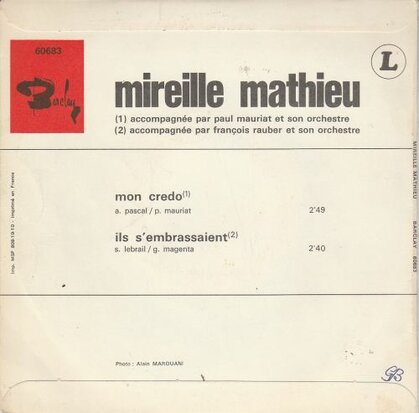 60683
Barclay
L
mireille mathieu
(1) accompagnée par paul mauriat et son orchestre
(2) accompagnée par françois rauber et son orchestre
mon credo(1)
a. pascal/p. mauriat 2'49
ils s'embrassaient(2)
s. lebrail/g. magenta 2'40
Photo : Alain MAROUANI
MIREILLE MATHIEU BARCLAY 60683